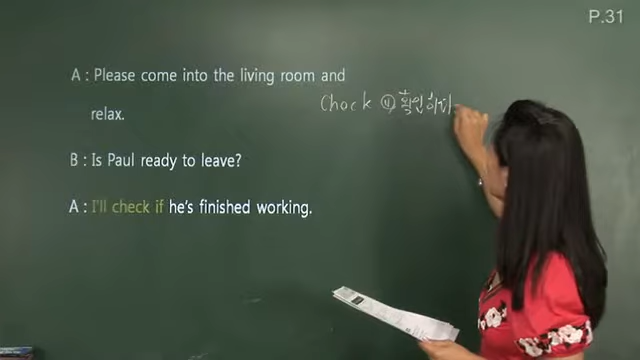 P.31
A : Please come into the living room and
relax.
check ⓥ 확인하다
B : Is Paul ready to leave?
A : I'll check if he's finished working.